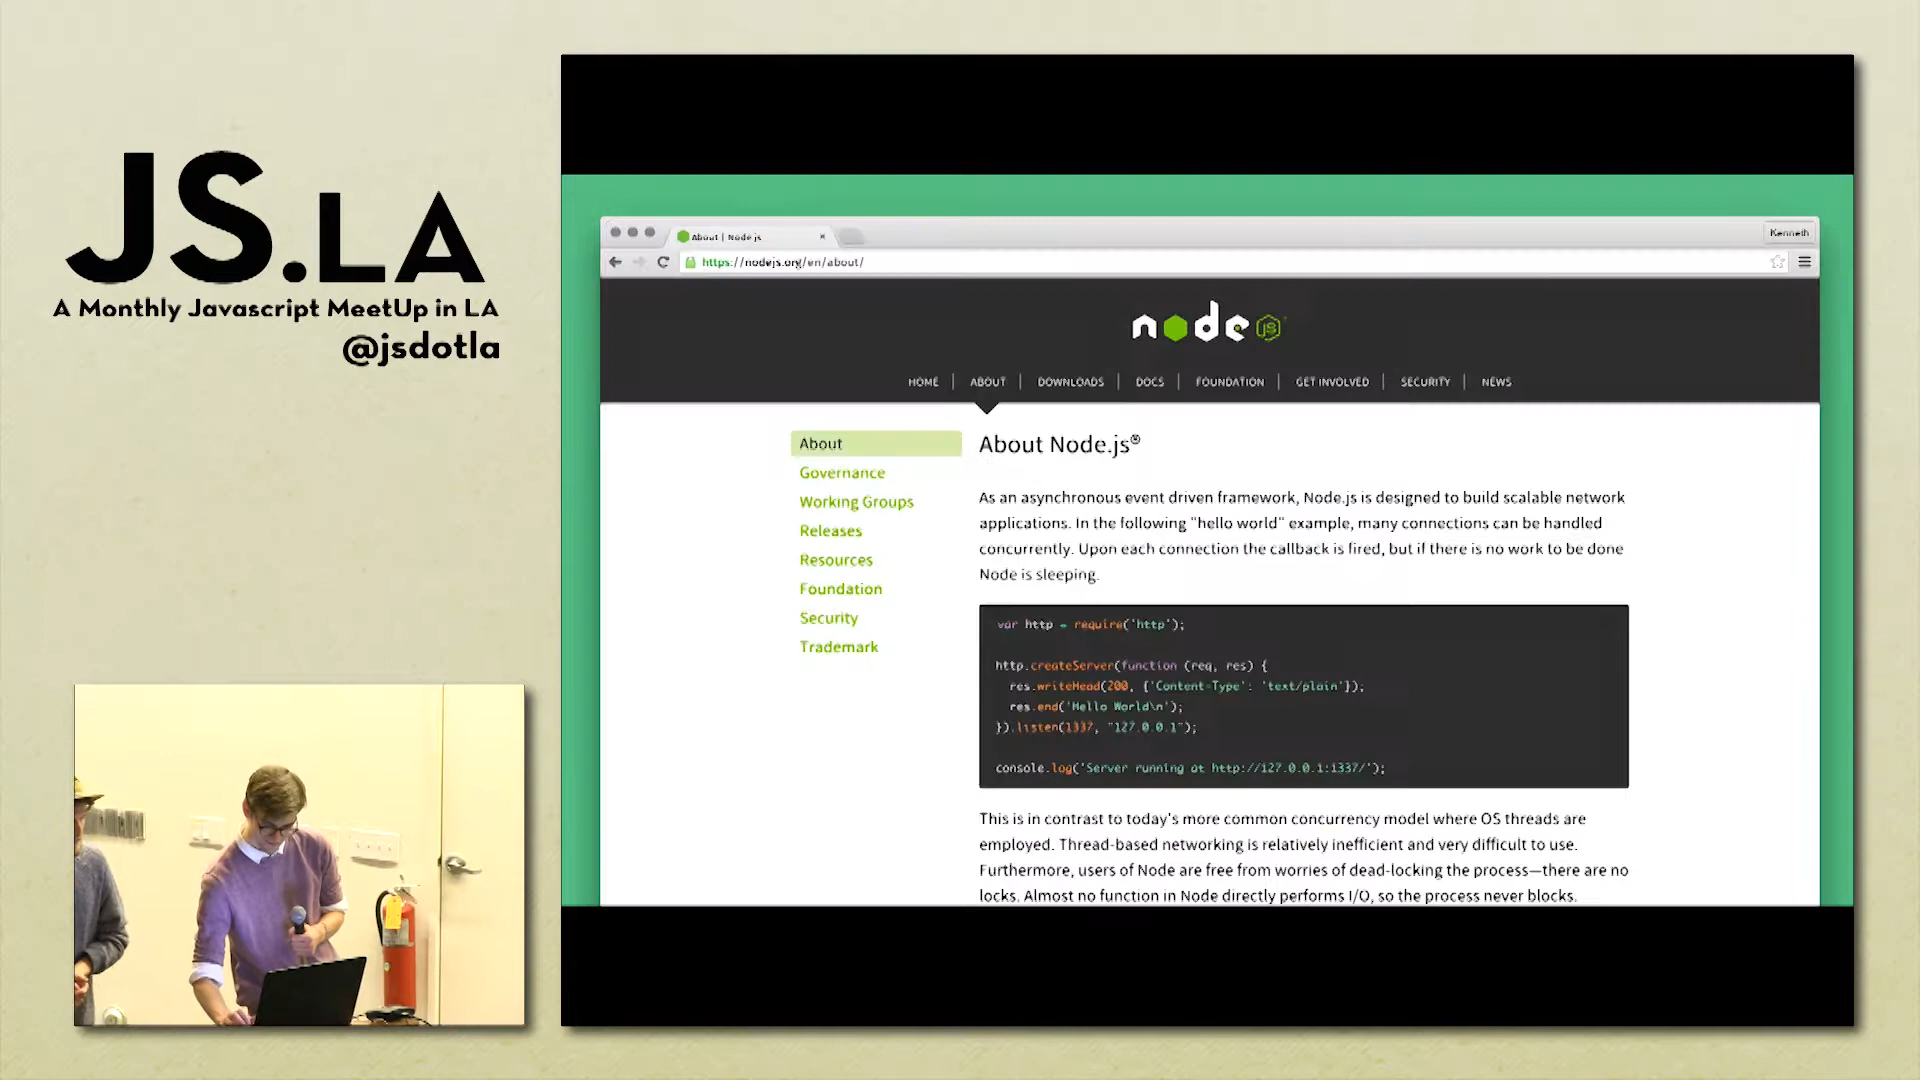 JS.LA
A Monthly Javascript MeetUp in LA
@jsdotla
About | Node.js
Kenneth
https://nodejs.org/en/about/
node JS
HOME | ABOUT | DOWNLOADS | DOCS | FOUNDATION | GET INVOLVED | SECURITY | NEWS
About
Governance
Working Groups
Releases
Resources
Foundation
Security
Trademark
About Node.js®
As an asynchronous event driven framework, Node.js is designed to build scalable network
applications. In the following "hello world" example, many connections can be handled
concurrently. Upon each connection the callback is fired, but if there is no work to be done
Node is sleeping.
var http = require('http');
http.createServer(function (req, res) {
  res.writeHead(200, {'Content-Type': 'text/plain'});
  res.end('Hello World\n');
}).listen(1337, "127.0.0.1");
console.log('Server running at http://127.0.0.1:1337/');
This is in contrast to today's more common concurrency model where OS threads are
employed. Thread-based networking is relatively inefficient and very difficult to use.
Furthermore, users of Node are free from worries of dead-locking the process—there are no
locks. Almost no function in Node directly performs I/O, so the process never blocks.